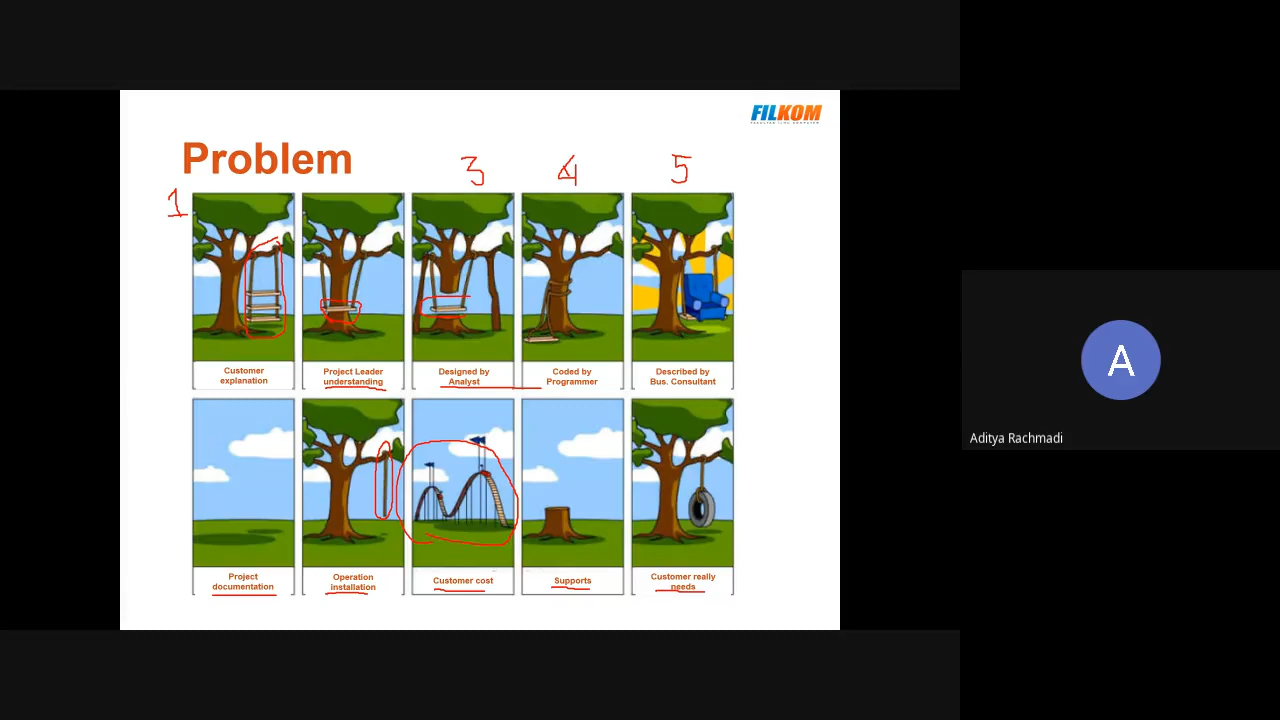 FILKOM
Problem
1
3
4
5
Customer
explanation
Project Leader
understanding
Designed by
Analyst
Coded by
Programmer
Described by
Bus. Consultant
Project
documentation
Operation
installation
Customer cost
Supports
Customer really
needs
A
Aditya Rachmadi